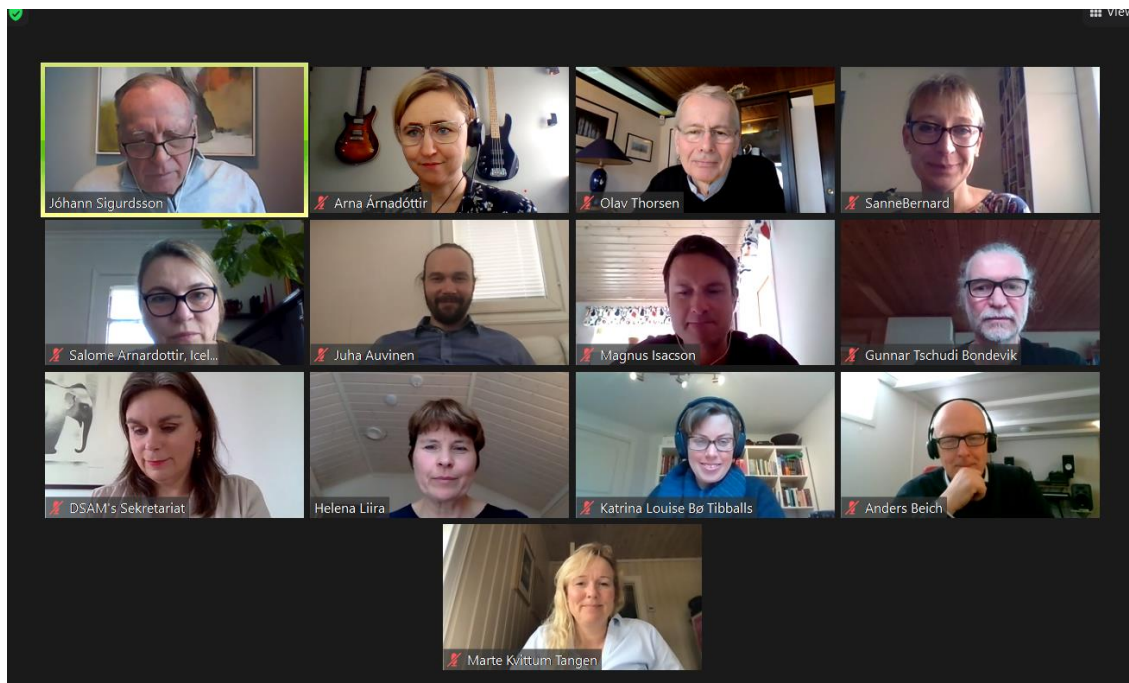 View
Jóhann Sigurdsson
Arna Árnadóttir
Olav Thorsen
SanneBernard
Salome Arnardottir, Icel...
Juha Auvinen
Magnus Isacson
Gunnar Tschudi Bondevik
DSAM's Sekretariat
Helena Liira
Katrina Louise Bø Tibballs
Anders Beich
Marte Kvittum Tangen